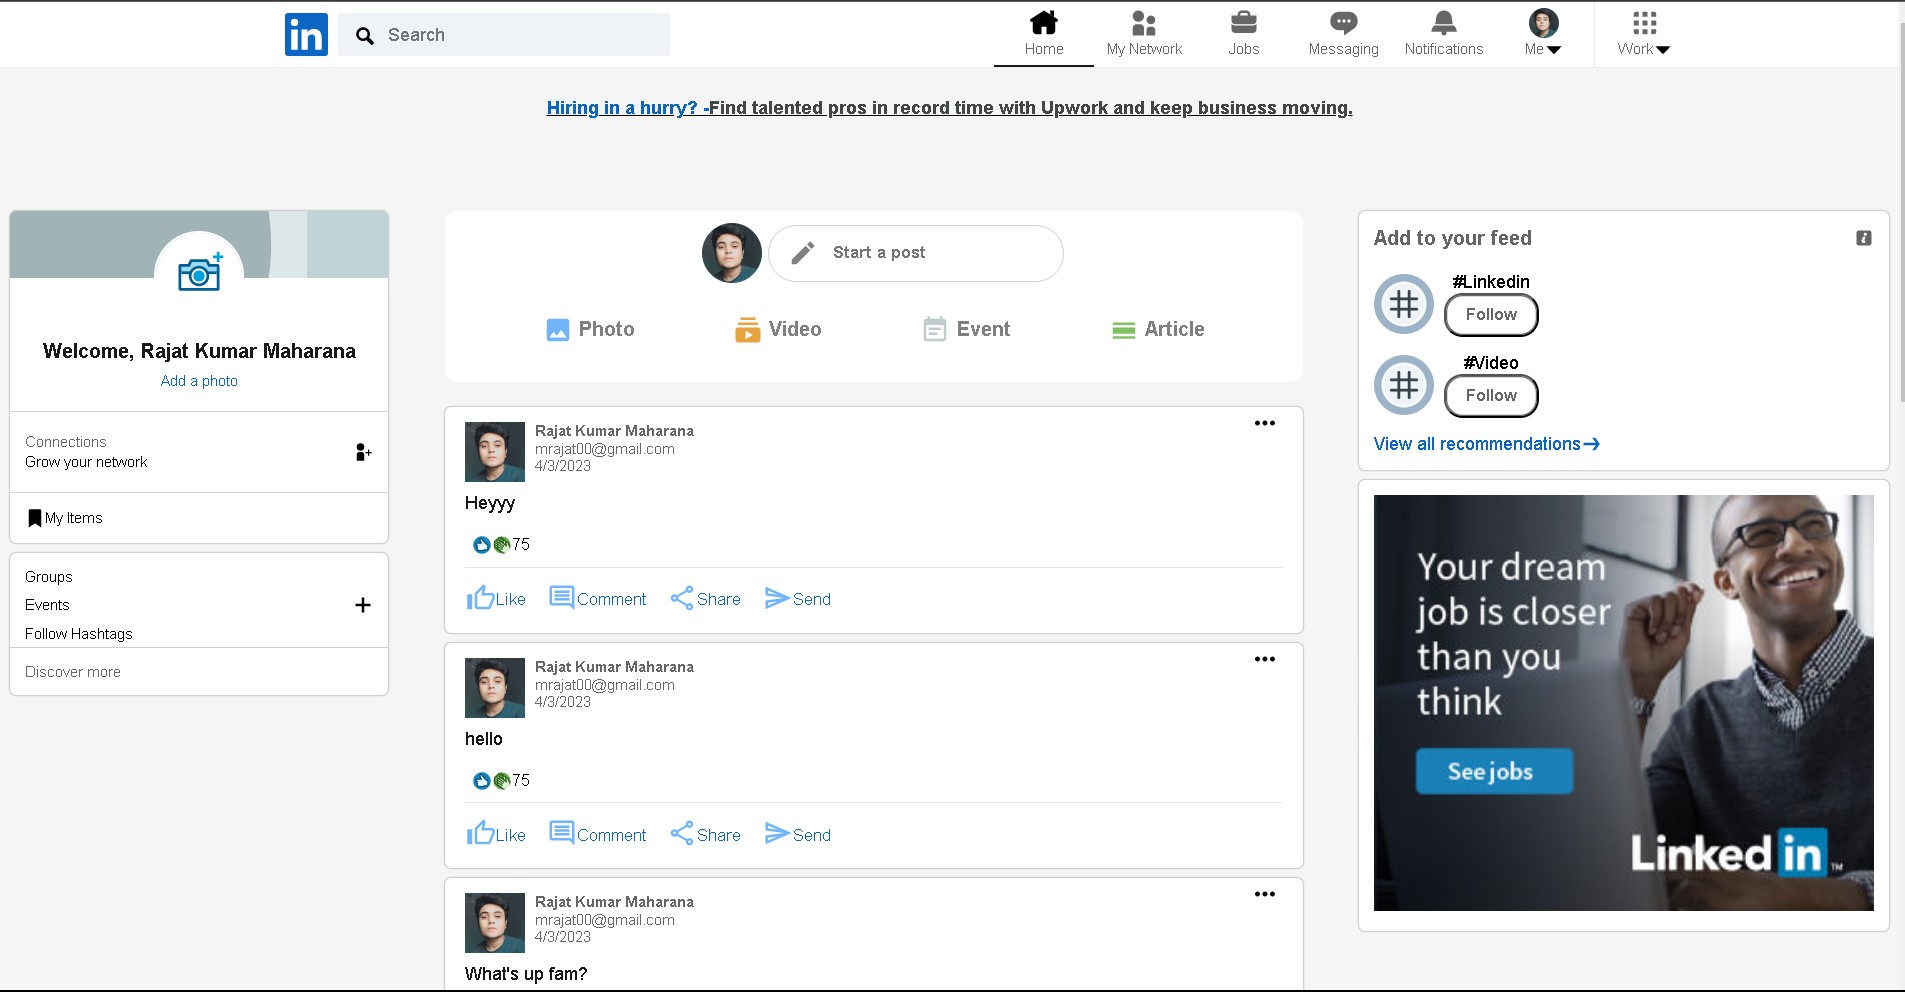 in
Search
Home
My Network
Jobs
Messaging
Notifications
Me
Work
Hiring in a hurry? -Find talented pros in record time with Upwork and keep business moving.
Welcome, Rajat Kumar Maharana
Add a photo
Connections
Grow your network
My Items
Groups
Events
Follow Hashtags
Discover more
Start a post
Photo
Video
Event
Article
Rajat Kumar Maharana
mrajat00@gmail.com
4/3/2023
Heyyy
75
Like
Comment
Share
Send
Rajat Kumar Maharana
mrajat00@gmail.com
4/3/2023
hello
75
Like
Comment
Share
Send
Rajat Kumar Maharana
mrajat00@gmail.com
4/3/2023
What's up fam?
Add to your feed
#Linkedin
Follow
#Video
Follow
View all recommendations
Your dream
job is closer
than you
think
See jobs
Linked in ™